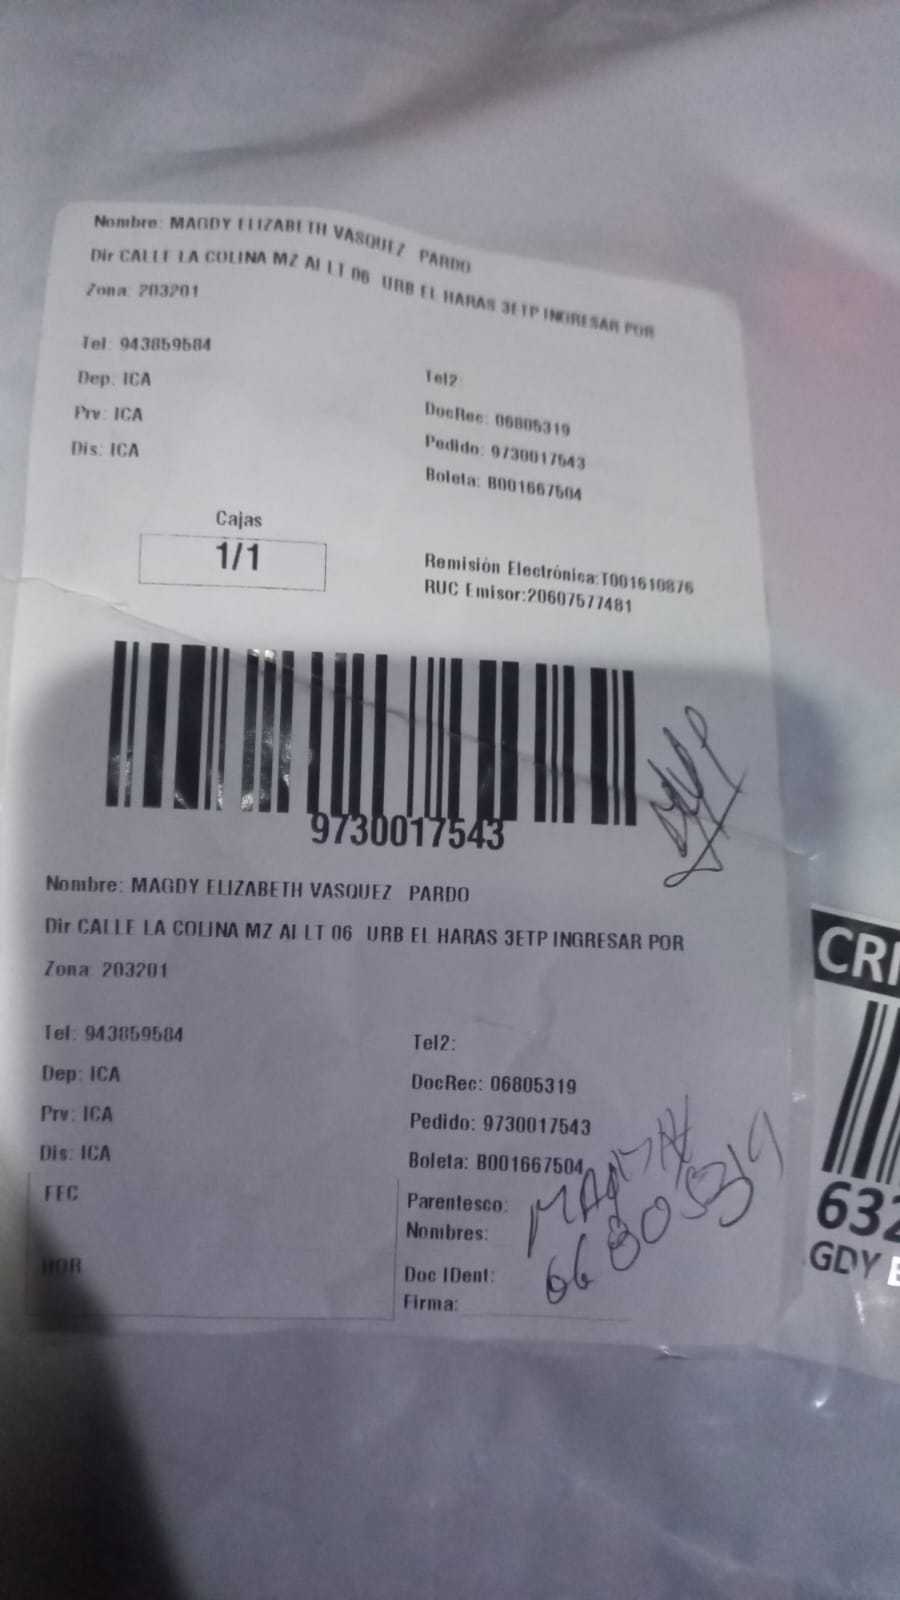 Nombre: MAGDY ELIZABETH VASQUEZ PARDO
Dir CALLE LA COLINA MZ AI LT 06 URB EL HARAS 3ETP INGRESAR POR
Zona: 203201
Tel: 943859584
Tel2:
Dep: ICA
DocRec: 06805319
Prv: ICA
Pedido: 9730017543
Dis: ICA
Boleta: B001667504
Cajas
1/1
Remisión Electrónica:T001610876
RUC Emisor:20607577481
9730017543
Nombre: MAGDY ELIZABETH VASQUEZ PARDO
Dir CALLE LA COLINA MZ AI LT 06 URB EL HARAS 3ETP INGRESAR POR
Zona: 203201
Tel: 943859584
Tel2:
Dep: ICA
DocRec: 06805319
Prv: ICA
Pedido: 9730017543
Dis: ICA
Boleta: B001667504
FEC
Parentesco:
Nombres:
HOR
Doc IDent:
Firma:
CRI
632
GDY E